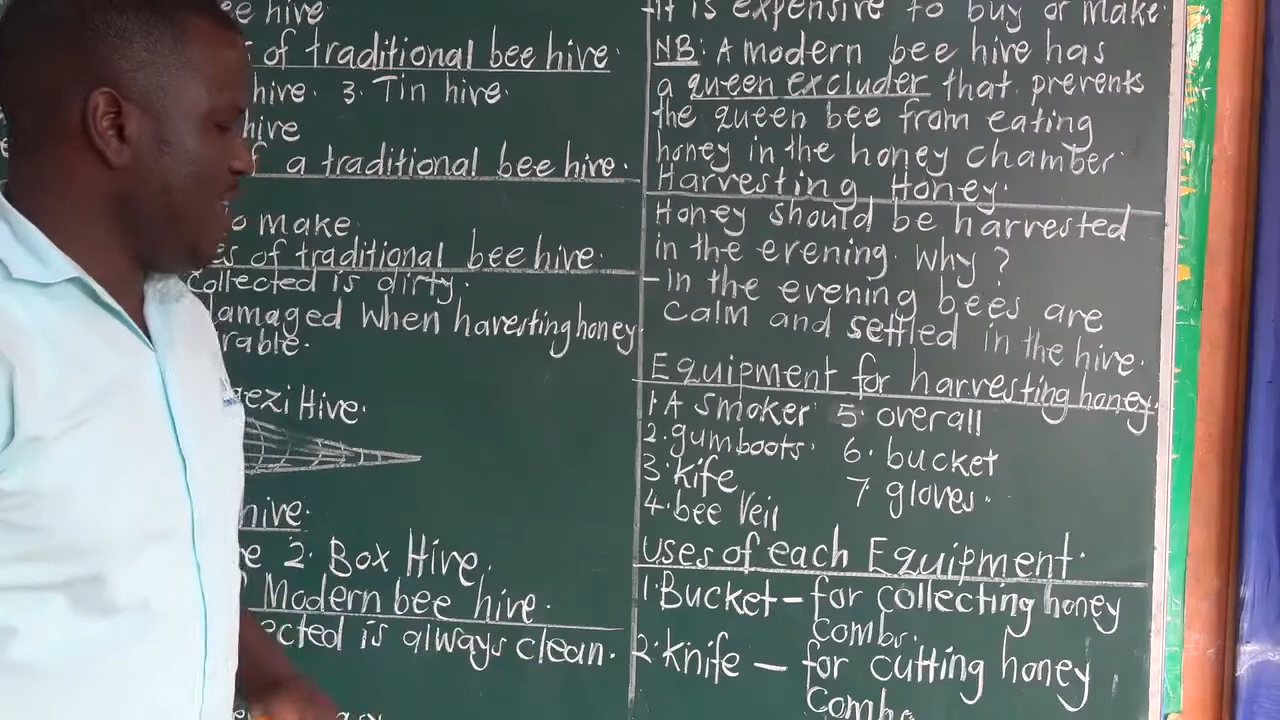 ee hive
of traditional bee hive.
hive. 3. Tin hive.
hive
a traditional bee hive.
o make
es of traditional bee hive.
collected is dirty.
damaged when havesting honey
rable.
ezi Hive.
hive.
e 2. Box Hive.
Modern bee hive.
ected is always clean.
-It is expensive to buy or make.
NB: A modern bee hive has
a queen excluder that prevents
the queen bee from eating
honey in the honey chamber.
Harvesting Honey.
Honey should be harvested
in the evening. Why?
- In the evening bees are
calm and settled in the hive.
Equipment for harvesting honey.
1. A smoker 5. overall
2. gumboots. 6. bucket
3. kife 7. gloves.
4. bee Veil
Uses of each Equipment.
1. Bucket - for collecting honey
combs.
2. Knife - for cutting honey
combs